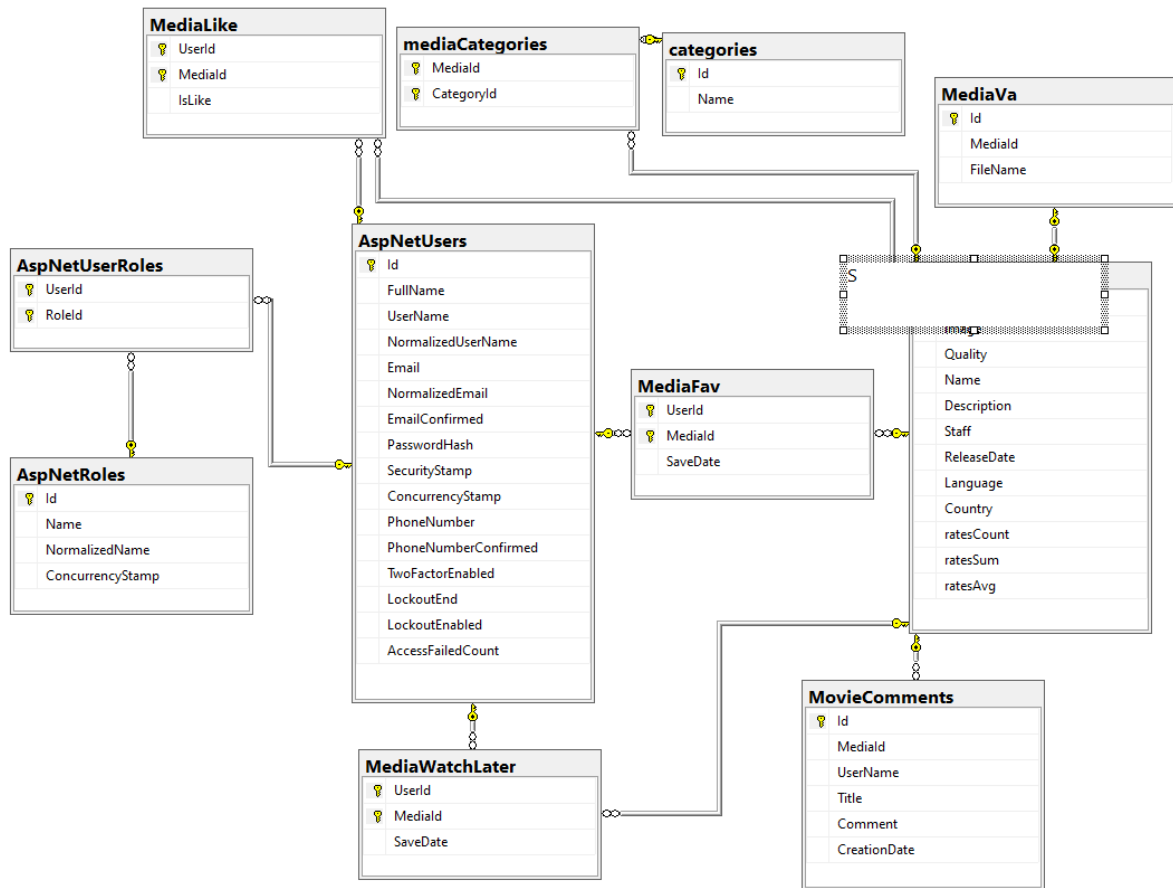 MediaLike
UserId
MediaId
IsLike
mediaCategories
MediaId
CategoryId
categories
Id
Name
MediaVa
Id
MediaId
FileName
AspNetUserRoles
UserId
RoleId
AspNetRoles
Id
Name
NormalizedName
ConcurrencyStamp
AspNetUsers
Id
FullName
UserName
NormalizedUserName
Email
NormalizedEmail
EmailConfirmed
PasswordHash
SecurityStamp
ConcurrencyStamp
PhoneNumber
PhoneNumberConfirmed
TwoFactorEnabled
LockoutEnd
LockoutEnabled
AccessFailedCount
MediaFav
UserId
MediaId
SaveDate
S
Quality
Name
Description
Staff
ReleaseDate
Language
Country
ratesCount
ratesSum
ratesAvg
MediaWatchLater
UserId
MediaId
SaveDate
MovieComments
Id
MediaId
UserName
Title
Comment
CreationDate